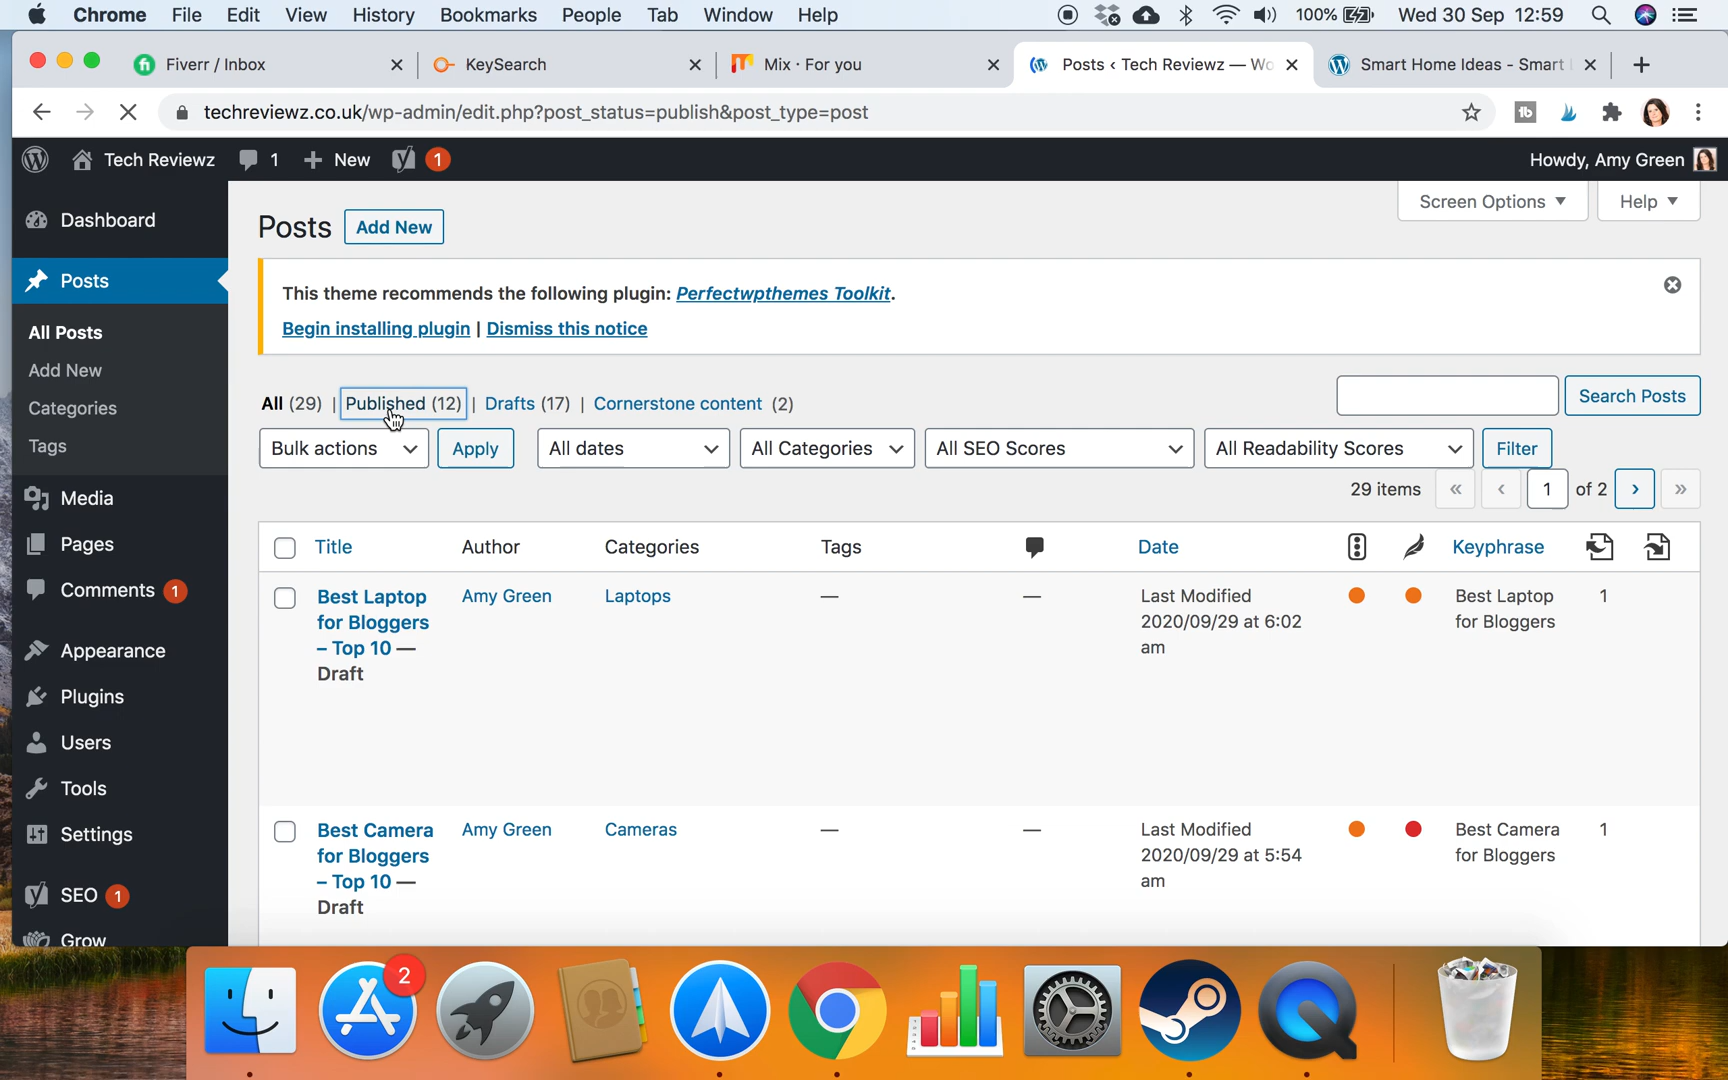 Chrome File Edit View History Bookmarks People Tab Window Help 100% Wed 30 Sep 12:59
Fiverr / Inbox KeySearch Mix · For you Posts ‹ Tech Reviewz — Wo Smart Home Ideas - Smart
techreviewz.co.uk/wp-admin/edit.php?post_status=publish&post_type=post
Tech Reviewz 1 New 1 Howdy, Amy Green
Screen Options Help
Dashboard
Posts
All Posts
Add New
Categories
Tags
Media
Pages
Comments 1
Appearance
Plugins
Users
Tools
Settings
SEO 1
Grow
Posts Add New
This theme recommends the following plugin: Perfectwpthemes Toolkit.
Begin installing plugin | Dismiss this notice
All (29) | Published (12) | Drafts (17) | Cornerstone content (2)
Search Posts
Bulk actions Apply All dates All Categories All SEO Scores All Readability Scores Filter
29 items « ‹ 1 of 2 › »
Title Author Categories Tags Date Keyphrase
Best Laptop for Bloggers – Top 10 — Draft
Amy Green
Laptops
—
—
Last Modified 2020/09/29 at 6:02 am
Best Laptop for Bloggers
1
Best Camera for Bloggers – Top 10 — Draft
Amy Green
Cameras
—
—
Last Modified 2020/09/29 at 5:54 am
Best Camera for Bloggers
1
2